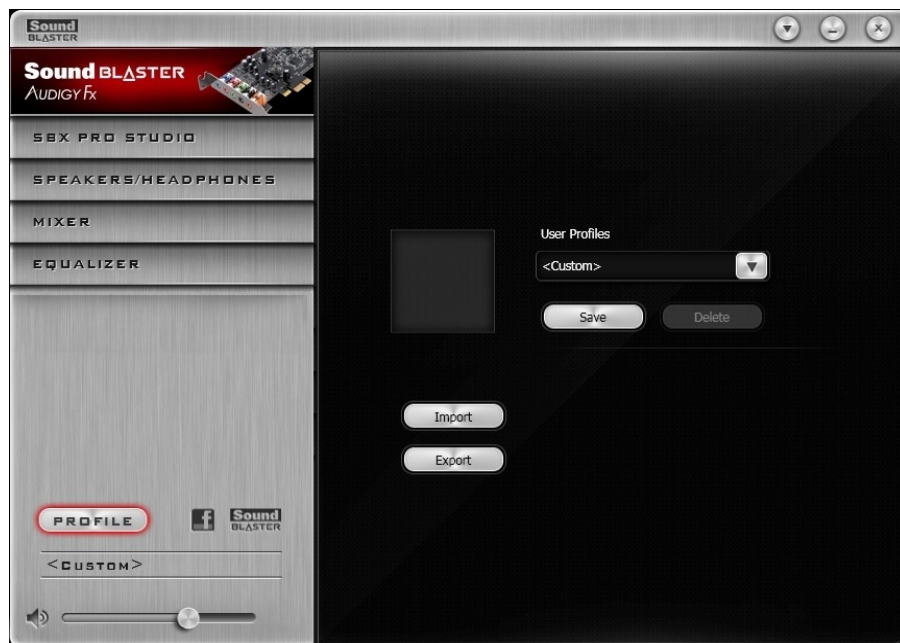 Sound
BLASTER
Sound BLASTER
AUDIGY FX
SBX PRO STUDIO
SPEAKERS/HEADPHONES
MIXER
EQUALIZER
User Profiles
<Custom>
Save
Delete
Import
Export
PROFILE
f
Sound
BLASTER
<CUSTOM>